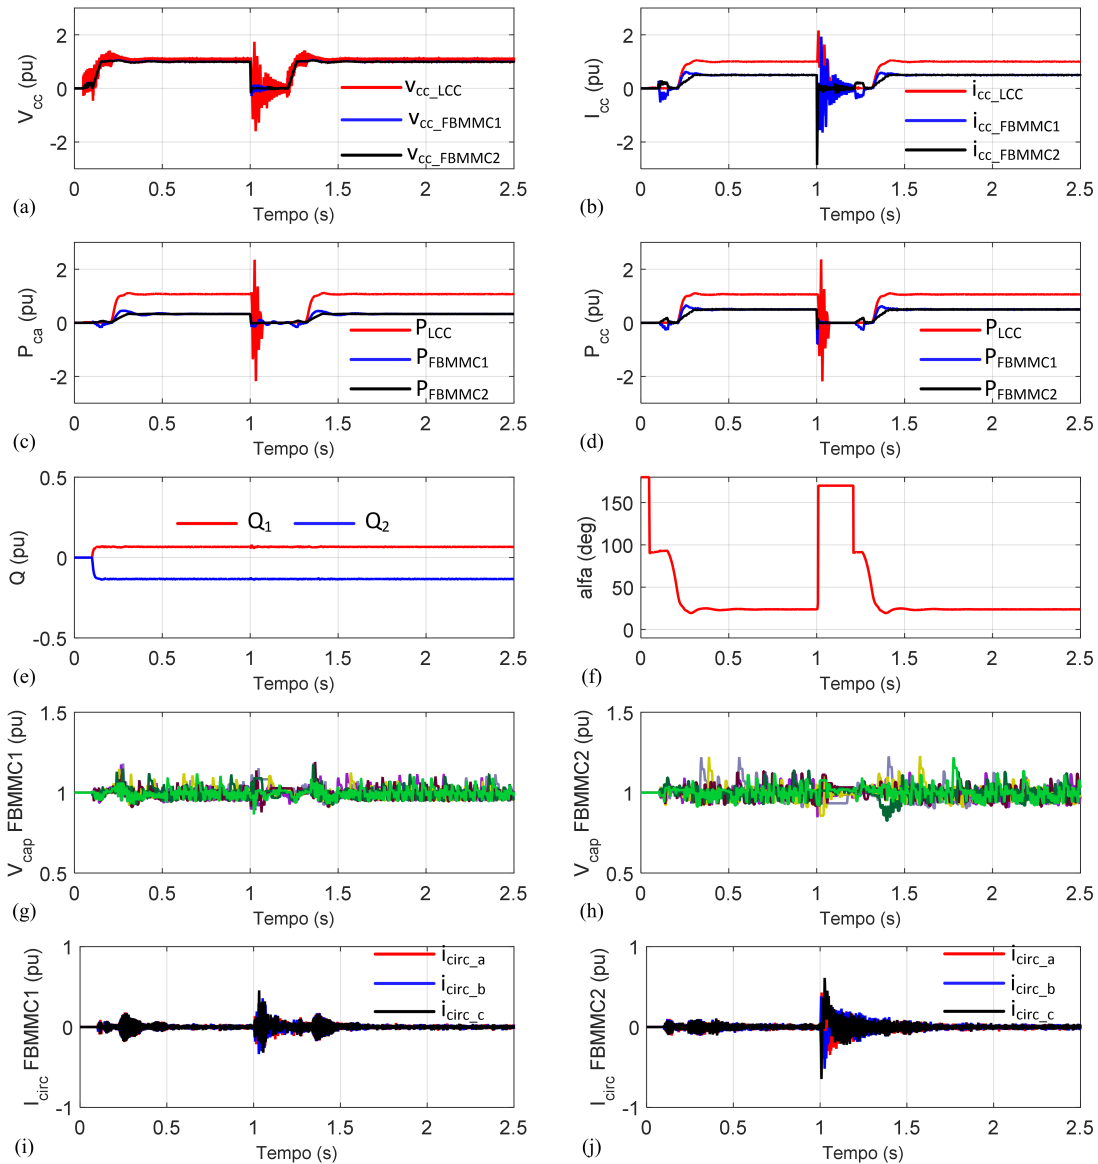 2
0
-2
V_cc (pu)
v_cc_LCC
v_cc_FBMMC1
v_cc_FBMMC2
0 0.5 1 1.5 2 2.5
(a) Tempo (s)
2
0
-2
I_cc (pu)
i_cc_LCC
i_cc_FBMMC1
i_cc_FBMMC2
0 0.5 1 1.5 2 2.5
(b) Tempo (s)
2
0
-2
P_ca (pu)
P_LCC
P_FBMMC1
P_FBMMC2
0 0.5 1 1.5 2 2.5
(c) Tempo (s)
2
0
-2
P_cc (pu)
P_LCC
P_FBMMC1
P_FBMMC2
0 0.5 1 1.5 2 2.5
(d) Tempo (s)
0.5
0
-0.5
Q (pu)
Q_1 Q_2
0 0.5 1 1.5 2 2.5
(e) Tempo (s)
150
100
50
0
alfa (deg)
0 0.5 1 1.5 2 2.5
(f) Tempo (s)
1.5
1
0.5
V_cap FBMMC1 (pu)
0 0.5 1 1.5 2 2.5
(g) Tempo (s)
1.5
1
0.5
V_cap FBMMC2 (pu)
0 0.5 1 1.5 2 2.5
(h) Tempo (s)
1
0
-1
I_circ FBMMC1 (pu)
i_circ_a
i_circ_b
i_circ_c
0 0.5 1 1.5 2 2.5
(i) Tempo (s)
1
0
-1
I_circ FBMMC2 (pu)
i_circ_a
i_circ_b
i_circ_c
0 0.5 1 1.5 2 2.5
(j) Tempo (s)